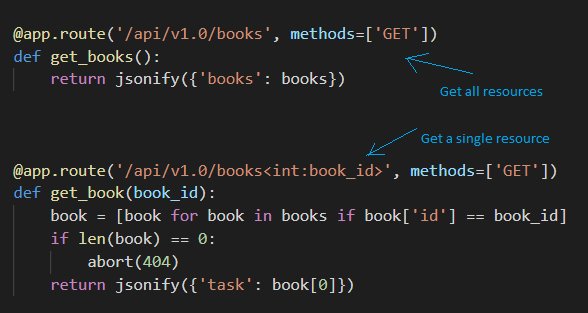 @app.route('/api/v1.0/books', methods=['GET'])
def get_books():
    return jsonify({'books': books})
Get all resources
Get a single resource
@app.route('/api/v1.0/books<int:book_id>', methods=['GET'])
def get_book(book_id):
    book = [book for book in books if book['id'] == book_id]
    if len(book) == 0:
        abort(404)
    return jsonify({'task': book[0]})